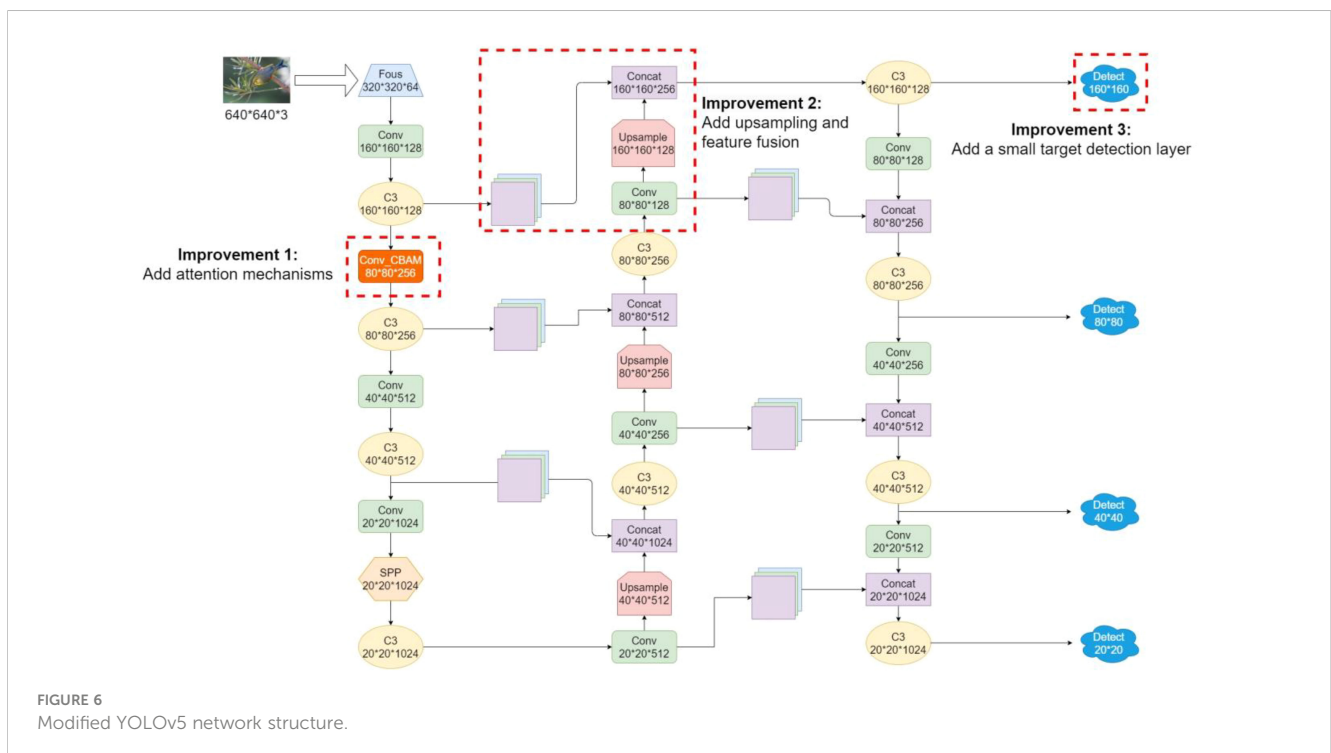 640*640*3
Fous
320*320*64
Conv
160*160*128
C3
160*160*128
Improvement 1:
Add attention mechanisms
Conv_CBAM
80*80*256
C3
80*80*256
Conv
40*40*512
C3
40*40*512
Conv
20*20*1024
SPP
20*20*1024
C3
20*20*1024
Concat
160*160*256
Upsample
160*160*128
Conv
80*80*128
C3
80*80*256
Concat
80*80*512
Upsample
80*80*256
Conv
40*40*256
C3
40*40*512
Concat
40*40*1024
Upsample
40*40*512
Conv
20*20*512
Improvement 2:
Add upsampling and
feature fusion
C3
160*160*128
Conv
80*80*128
Concat
80*80*256
C3
80*80*256
Conv
40*40*256
Concat
40*40*512
C3
40*40*512
Conv
20*20*512
Concat
20*20*1024
C3
20*20*1024
Detect
160*160
Improvement 3:
Add a small target detection layer
Detect
80*80
Detect
40*40
Detect
20*20
FIGURE 6
Modified YOLOv5 network structure.